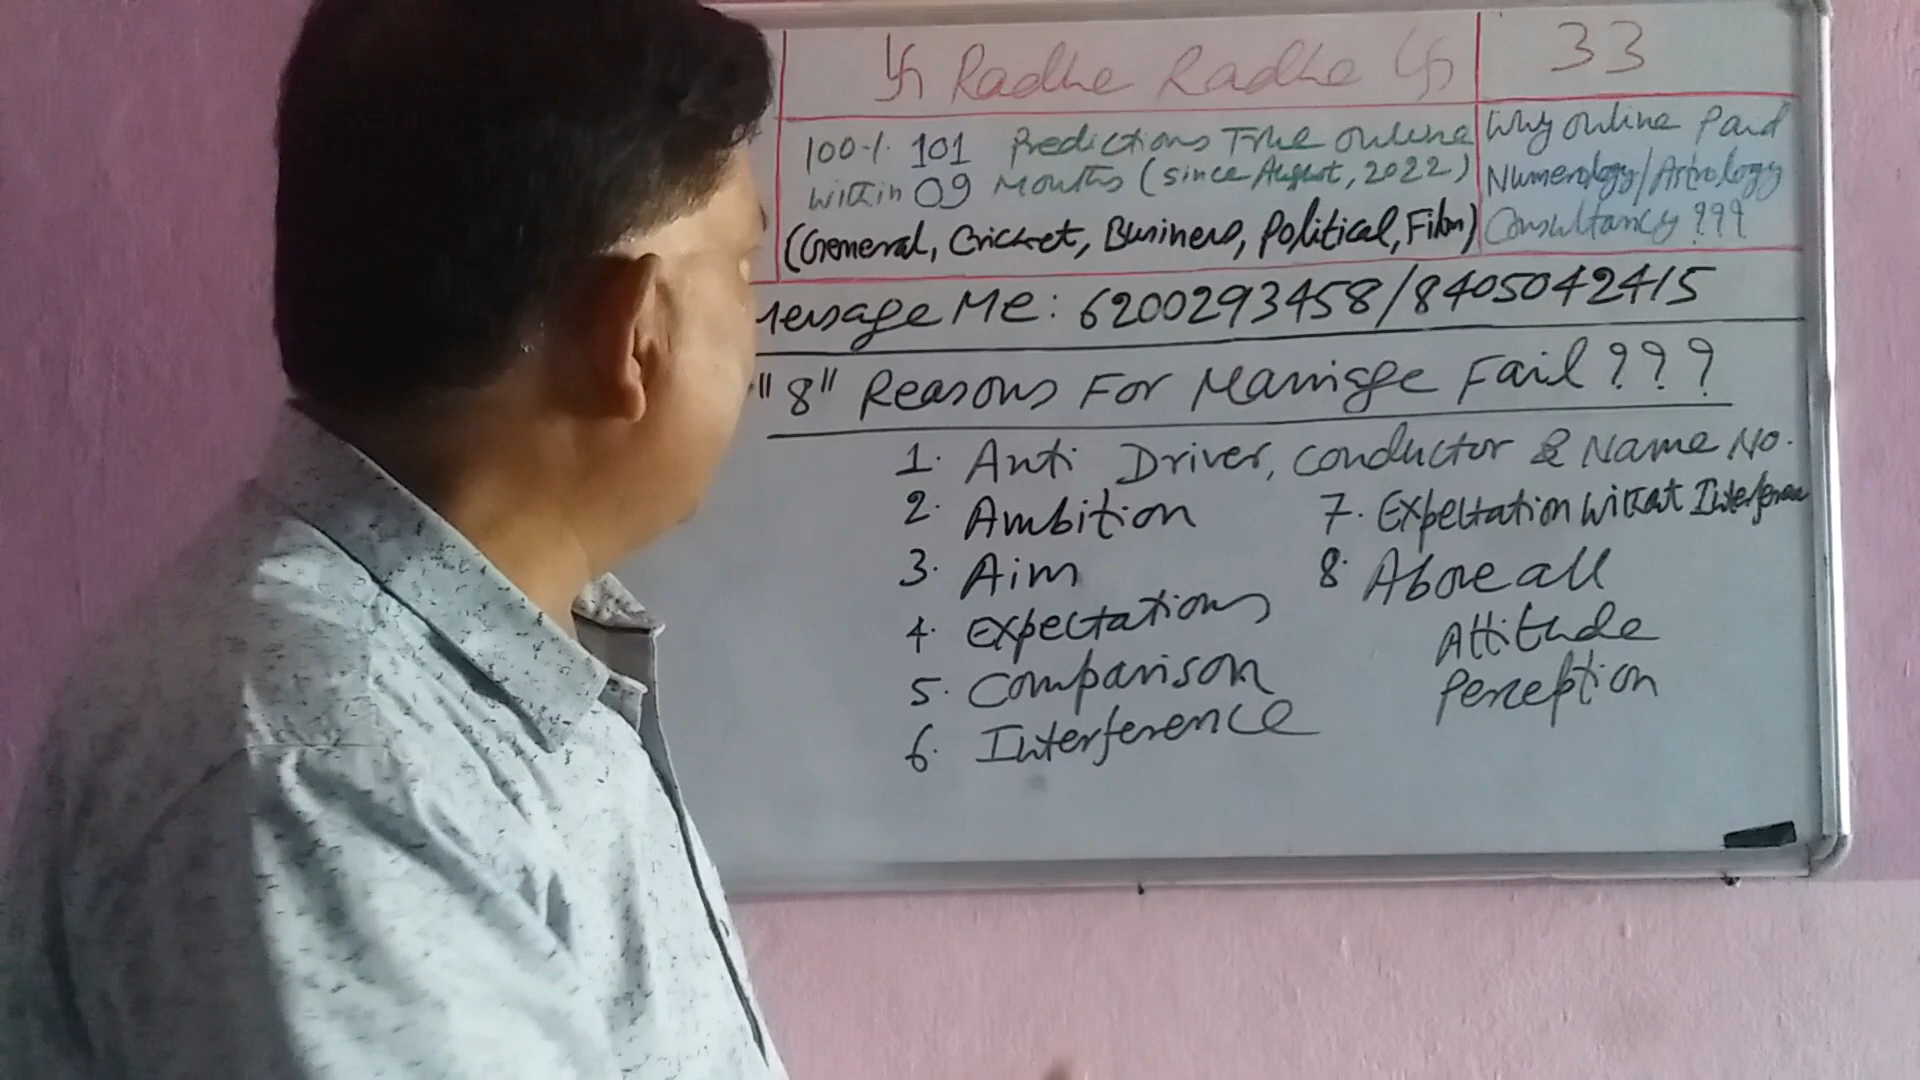 卐 Radhe Radhe 卐
33
100% 101 Predictions True Online
within 09 Months (since August, 2022)
(General, Cricket, Business, Political, Film)
Why online Paid
Numerology/Astrology
Consultancy ???
Message Me: 6200293458/8405042415
"8" Reasons For Marriage Fail ???
1. Anti Driver, conductor & Name No.
2. Ambition
3. Aim
4. Expectations
5. Comparison
6. Interference
7. Expectation without Interference
8. Above all
Attitude
Perception